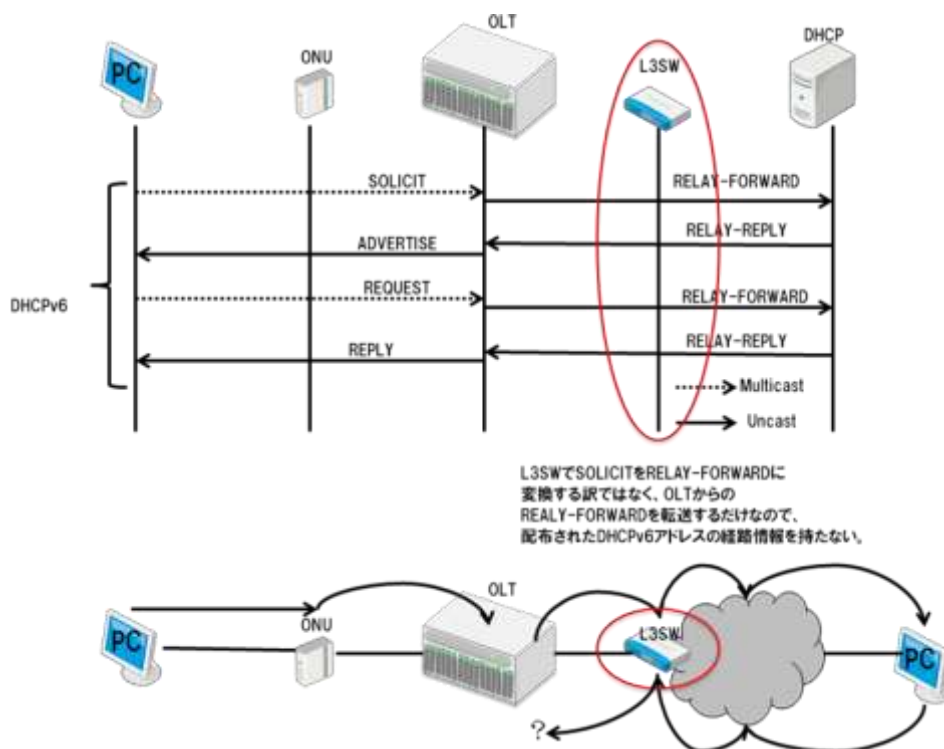 OLT
DHCP
ONU
L3SW
PC
SOLICIT
RELAY-FORWARD
RELAY-REPLY
ADVERTISE
REQUEST
RELAY-FORWARD
DHCPv6
RELAY-REPLY
REPLY
Multicast
Uncast
L3SWでSOLICITをRELAY-FORWARDに
変換する訳ではなく、OLTからの
REALY-FORWARDを転送するだけなので、
配布されたDHCPv6アドレスの経路情報を持たない。
OLT
ONU
L3SW
PC
PC
?